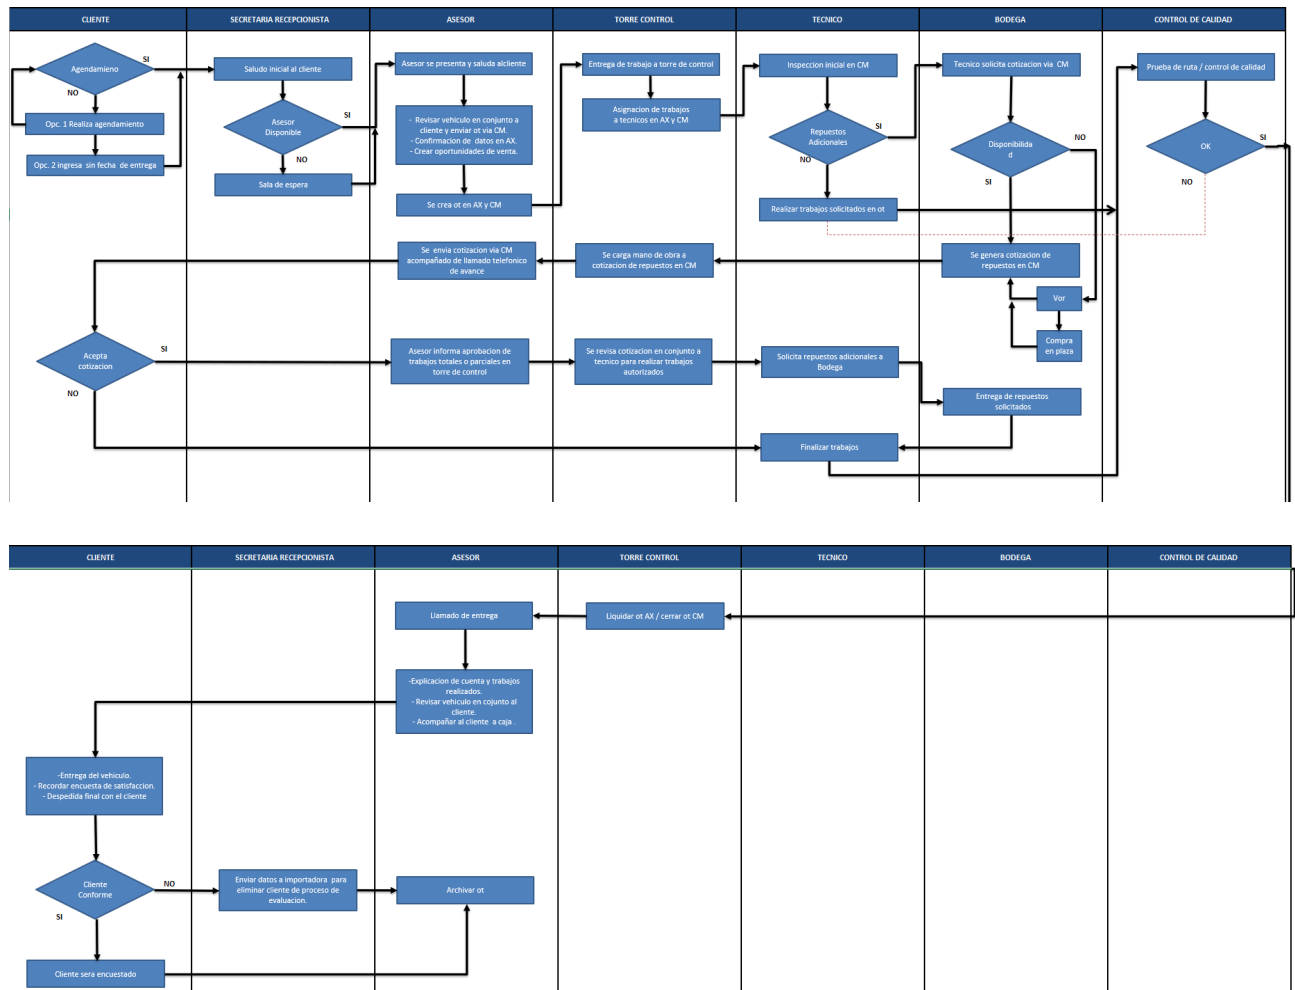 CLIENTE
SECRETARIA RECEPCIONISTA
ASESOR
TORRE CONTROL
TECNICO
BODEGA
CONTROL DE CALIDAD
Agendamieno
SI
NO
Opc. 1 Realiza agendamiento
Opc. 2 ingresa sin fecha de entrega
Saludo inicial al cliente
Asesor
Disponible
SI
NO
Sala de espera
Asesor se presenta y saluda alcliente
- Revisar vehiculo en conjunto a
cliente y enviar ot via CM.
- Confirmacion de datos en AX.
- Crear oportunidades de venta.
Se crea ot en AX y CM
Entrega de trabajo a torre de control
Asignacion de trabajos
a tecnicos en AX y CM
Inspeccion inicial en CM
Repuestos
Adicionales
SI
NO
Realizar trabajos solicitados en ot
Tecnico solicita cotizacion via CM
Disponibilida
d
NO
SI
Prueba de ruta / control de calidad
OK
SI
NO
Se envia cotización via CM
acompañado de llamado telefonico
de avance
Se carga mano de obra a
cotizacion de repuestos en CM
Se genera cotizacion de
repuestos en CM
Vor
Compra
en plaza
Acepta
cotizacion
SI
NO
Asesor informa aprobacion de
trabajos totales o parciales en
torre de control
Se revisa cotizacion en conjunto a
tecnico para realizar trabajos
autorizados
Solicita repuestos adicionales a
Bodega
Entrega de repuestos
solicitados
Finalizar trabajos
CLIENTE
SECRETARIA RECEPCIONISTA
ASESOR
TORRE CONTROL
TECNICO
BODEGA
CONTROL DE CALIDAD
Llamado de entrega
Liquidar ot AX / cerrar ot CM
-Explicacion de cuenta y trabajos
realizados.
- Revisar vehiculo en cojunto al
cliente.
- Acompañar al cliente a caja .
-Entrega del vehiculo.
- Recordar encuesta de satisfaccion.
- Despedida final con el cliente
Cliente
Conforme
NO
SI
Enviar datos a importadora para
eliminar cliente de proceso de
evaluacion.
Archivar ot
Cliente sera encuestado